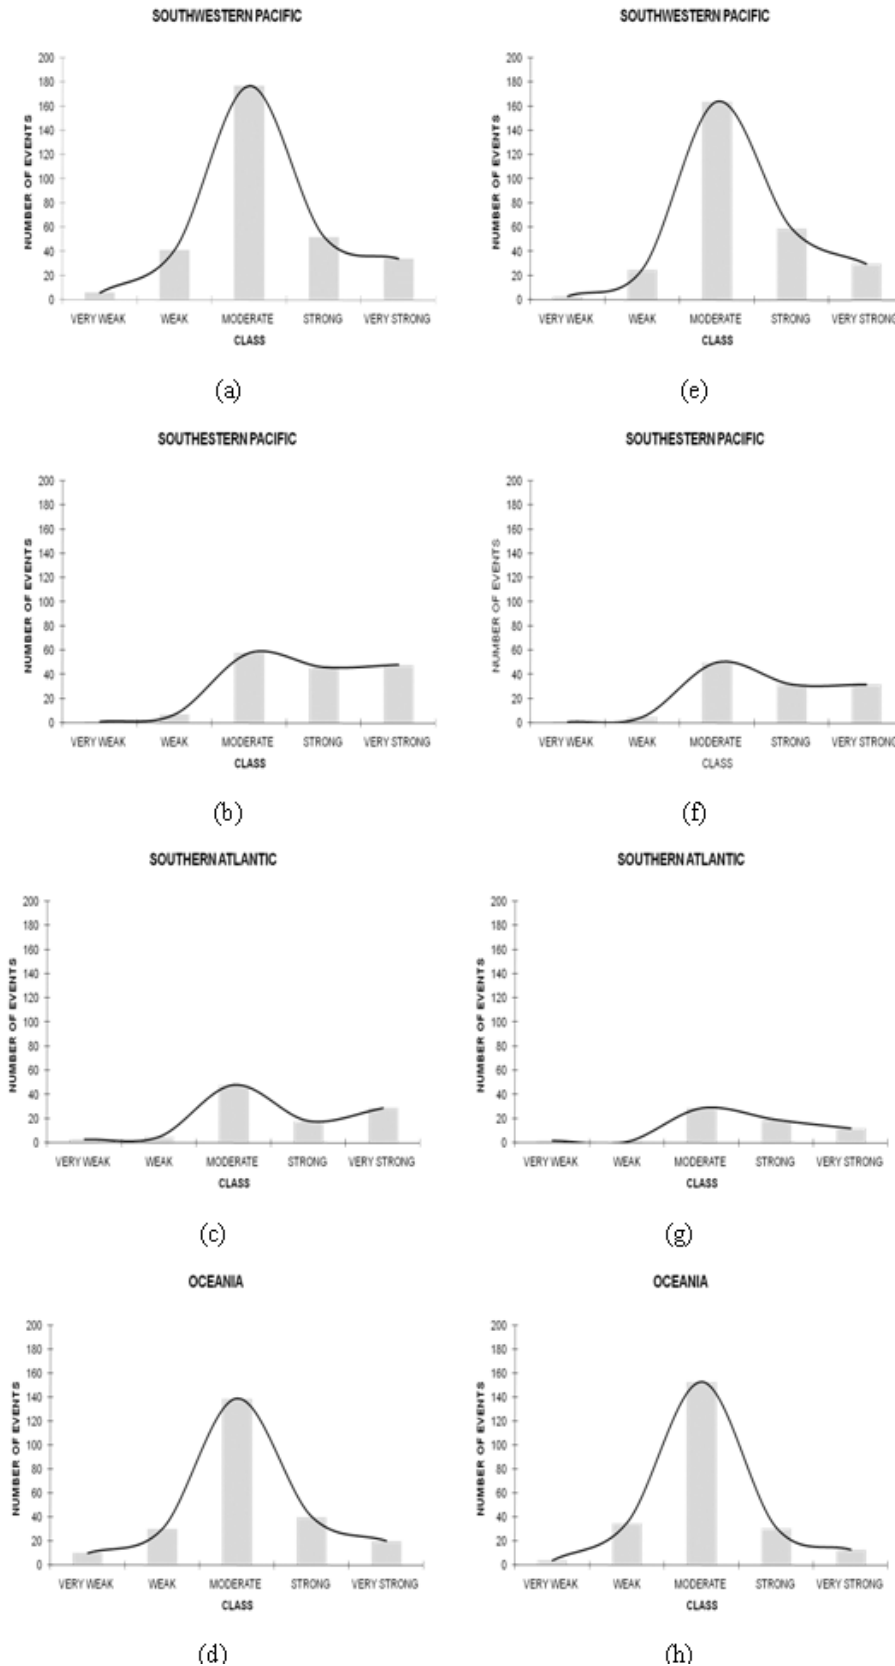 SOUTHWESTERN PACIFIC
NUMBER OF EVENTS
200
180
160
140
120
100
80
60
40
20
0
VERY WEAK WEAK MODERATE STRONG VERY STRONG
CLASS
(a)
SOUTHWESTERN PACIFIC
NUMBER OF EVENTS
200
180
160
140
120
100
80
60
40
20
0
VERY WEAK WEAK MODERATE STRONG VERY STRONG
CLASS
(e)
SOUTHESTERN PACIFIC
NUMBER OF EVENTS
200
180
160
140
120
100
80
60
40
20
0
VERY WEAK WEAK MODERATE STRONG VERY STRONG
CLASS
(b)
SOUTHESTERN PACIFIC
NUMBER OF EVENTS
200
180
160
140
120
100
80
60
40
20
0
VERY WEAK WEAK MODERATE STRONG VERY STRONG
CLASS
(f)
SOUTHERN ATLANTIC
NUMBER OF EVENTS
200
180
160
140
120
100
80
60
40
20
0
VERY WEAK WEAK MODERATE STRONG VERY STRONG
CLASS
(c)
SOUTHERN ATLANTIC
NUMBER OF EVENTS
200
180
160
140
120
100
80
60
40
20
0
VERY WEAK WEAK MODERATE STRONG VERY STRONG
CLASS
(g)
OCEANIA
NUMBER OF EVENTS
200
180
160
140
120
100
80
60
40
20
0
VERY WEAK WEAK MODERATE STRONG VERY STRONG
CLASS
(d)
OCEANIA
NUMBER OF EVENTS
200
180
160
140
120
100
80
60
40
20
0
VERY WEAK WEAK MODERATE STRONG VERY STRONG
CLASS
(h)